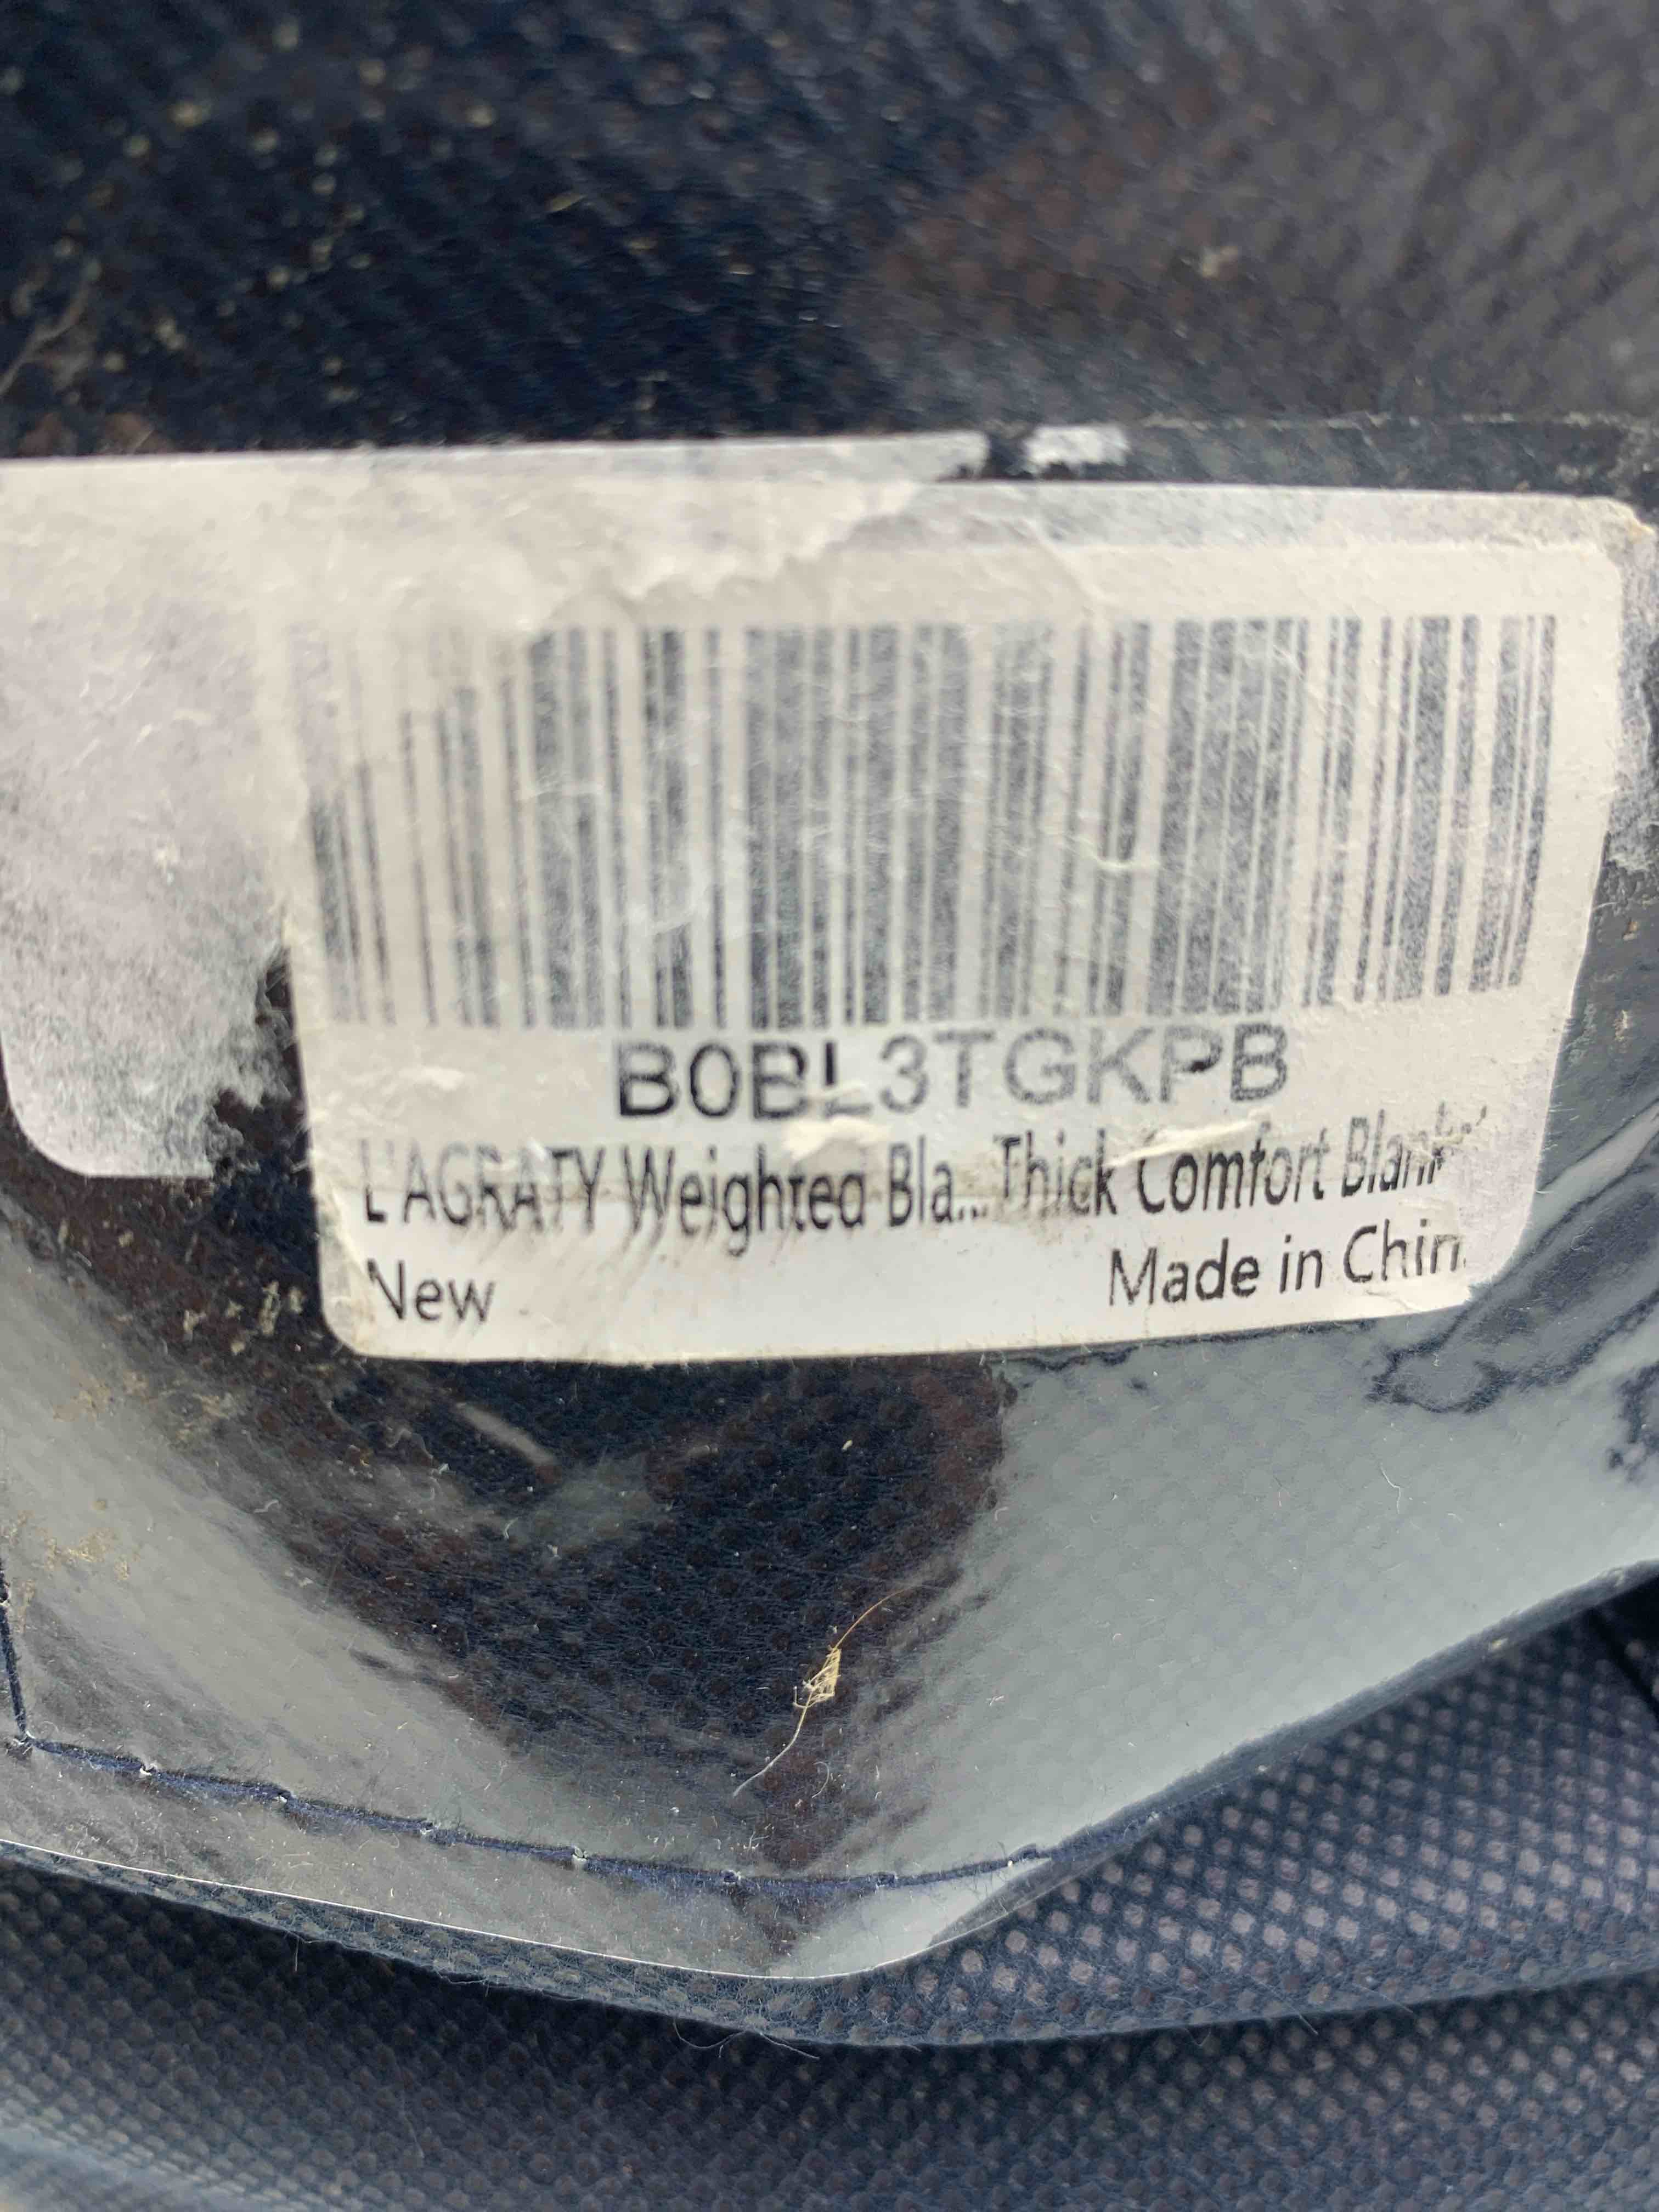 B0BL3TGKPB
L'AGRATY Weighted Bla...Thick Comfort
New
Made in